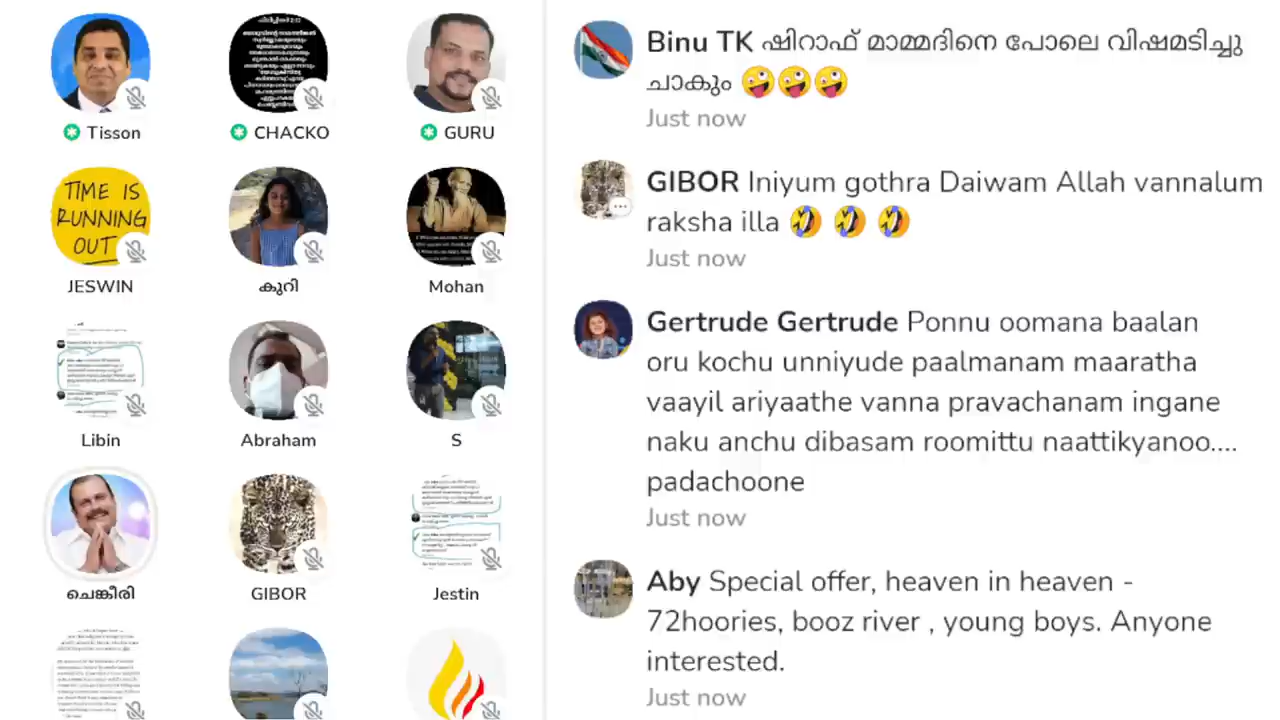 Tisson
CHACKO
GURU
TIME IS
RUNNING
OUT
JESWIN
കുറി
Mohan
Libin
Abraham
S
ചെങ്കീരി
GIBOR
Jestin
Binu TK ഷിറാഫ് മാമ്മദിനെ പോലെ വിഷമടിച്ചു
ചാകും 🤪🤪🤪
Just now
GIBOR Iniyum gothra Daiwam Allah vannalum
raksha illa 🤣 🤣 🤣
Just now
Gertrude Gertrude Ponnu oomana baalan
oru kochu unniyude paalmanam maaratha
vaayil ariyaathe vanna pravachanam ingane
naku anchu dibasam roomittu naattikyanoo....
padachoone
Just now
Aby Special offer, heaven in heaven -
72hoories, booz river , young boys. Anyone
interested.
Just now